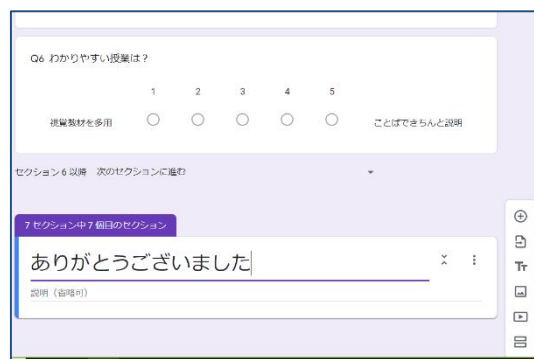 Q6 わかりやすい授業は?
1 2 3 4 5
視覚教材を多用 ことばできちんと説明
セクション 6 以降 次のセクションに進む
7 セクション中 7 個目のセクション
ありがとうございました
説明（省略可）
Tr